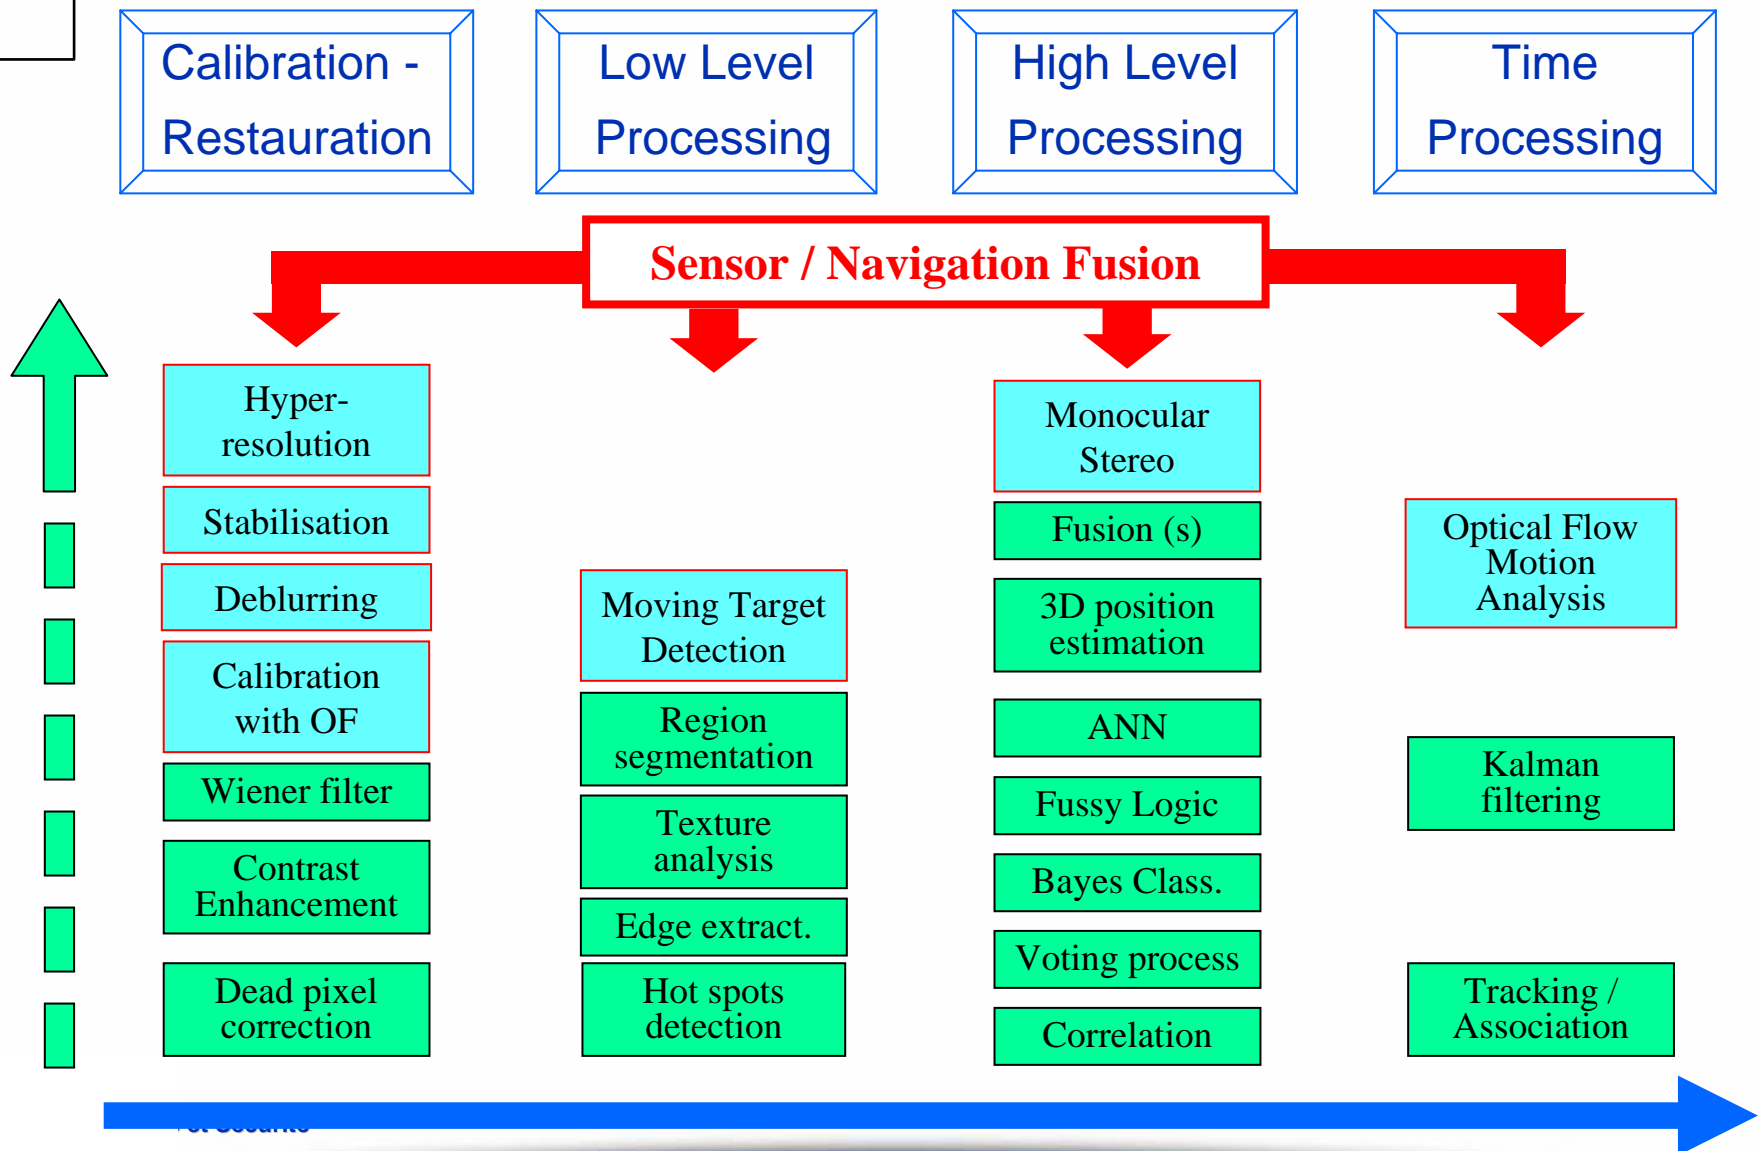 Calibration -
Restauration
Low Level
Processing
High Level
Processing
Time
Processing
Sensor / Navigation Fusion
Hyper-
resolution
Stabilisation
Deblurring
Calibration
with OF
Wiener filter
Contrast
Enhancement
Dead pixel
correction
Moving Target
Detection
Region
segmentation
Texture
analysis
Edge extract.
Hot spots
detection
Monocular
Stereo
Fusion (s)
3D position
estimation
ANN
Fussy Logic
Bayes Class.
Voting process
Correlation
Optical Flow
Motion
Analysis
Kalman
filtering
Tracking /
Association